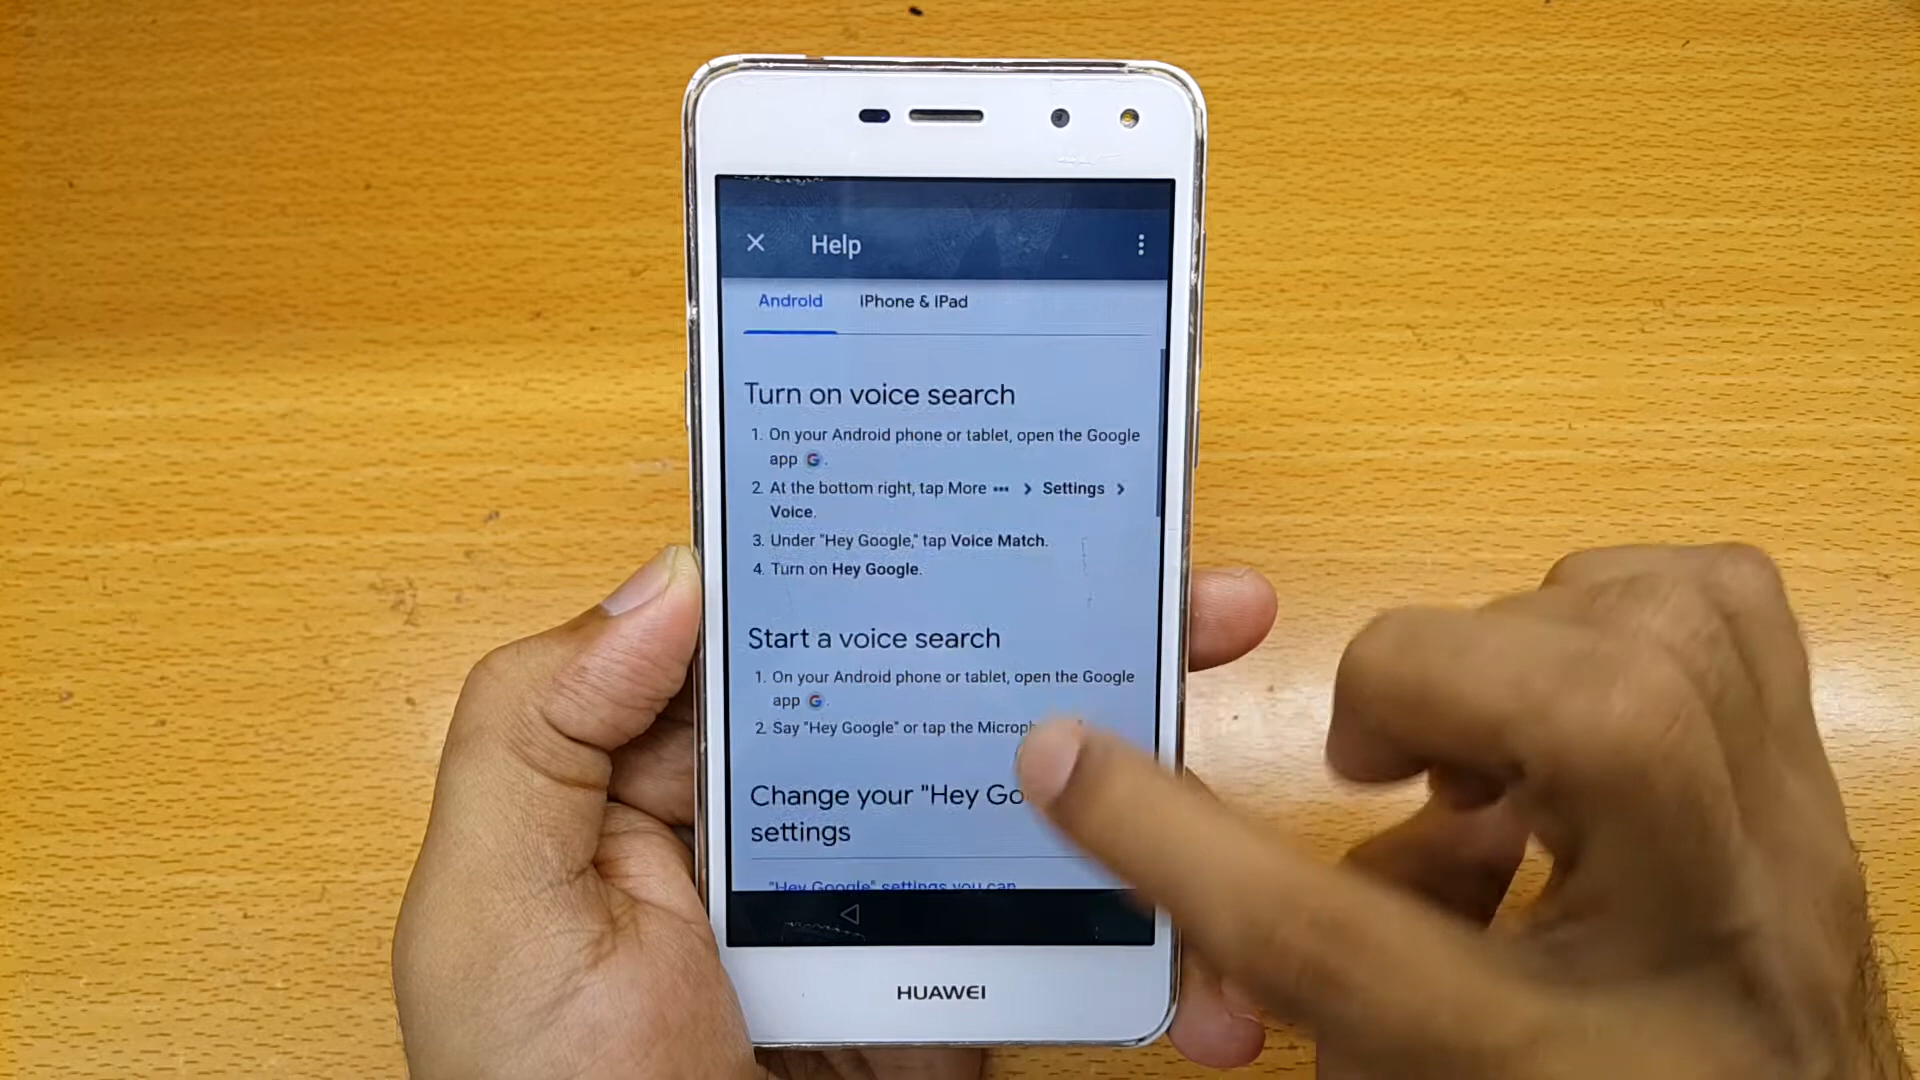 Help
Android IPhone & IPad
Turn on voice search
1. On your Android phone or tablet, open the Google
app G.
2. At the bottom right, tap More ••• > Settings >
Voice.
3. Under "Hey Google," tap Voice Match.
4. Turn on Hey Google.
Start a voice search
1. On your Android phone or tablet, open the Google
app G.
2. Say "Hey Google" or tap the
Change your "Hey
settings
"Hey Google" settings you can
HUAWEI